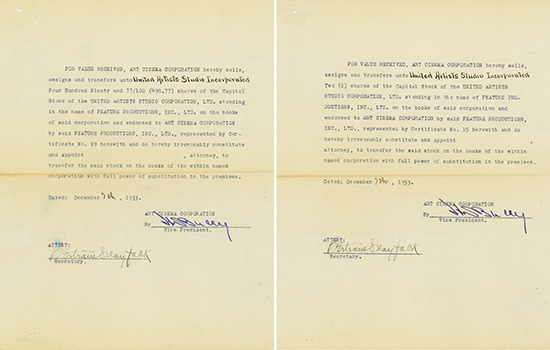 FOR VALUE RECEIVED, ART CINEMA CORPORATION hereby sells,
assigns and transfers unto United Artists Studio Incorporated
Four Hundred Ninety and 77/100 (490.77) shares of the Capital
Stock of the UNITED ARTISTS STUDIO CORPORATION, LTD. standing
in the name of FEATURE PRODUCTIONS, INC., LTD. on the books
of said corporation and endorsed to ART CINEMA CORPORATION
by said FEATURE PRODUCTIONS, INC., LTD., represented by Cer-
tificate No. 19 herewith and do hereby irrevocably constitute
and appoint , attorney, to
transfer the said stock on the books of the within named
corporation with full power of substitution in the premises.
Dated: December 7th, 1933.
ART CINEMA CORPORATION
By
Vice President.
ATTEST:
Secretary.
FOR VALUE RECEIVED, ART CINEMA CORPORATION hereby sells,
assigns and transfers unto United Artists Studio Incorporated
Two (2) shares of the Capital Stock of the UNITED ARTISTS
STUDIO CORPORATION, LTD. standing in the name of FEATURE PRO-
DUCTIONS, INC., LTD. on the books of said corporation and
endorsed to ART CINEMA CORPORATION by said FEATURE PRODUCTIONS,
INC., LTD., represented by Certificate No. 15 herewith and do
hereby irrevocably constitute and appoint
attorney, to transfer the said stock on the books of the within
named corporation with full power of substitution in the premises.
Dated: December 7th, 1933.
ART CINEMA CORPORATION
By
Vice President.
ATTEST:
Secretary.